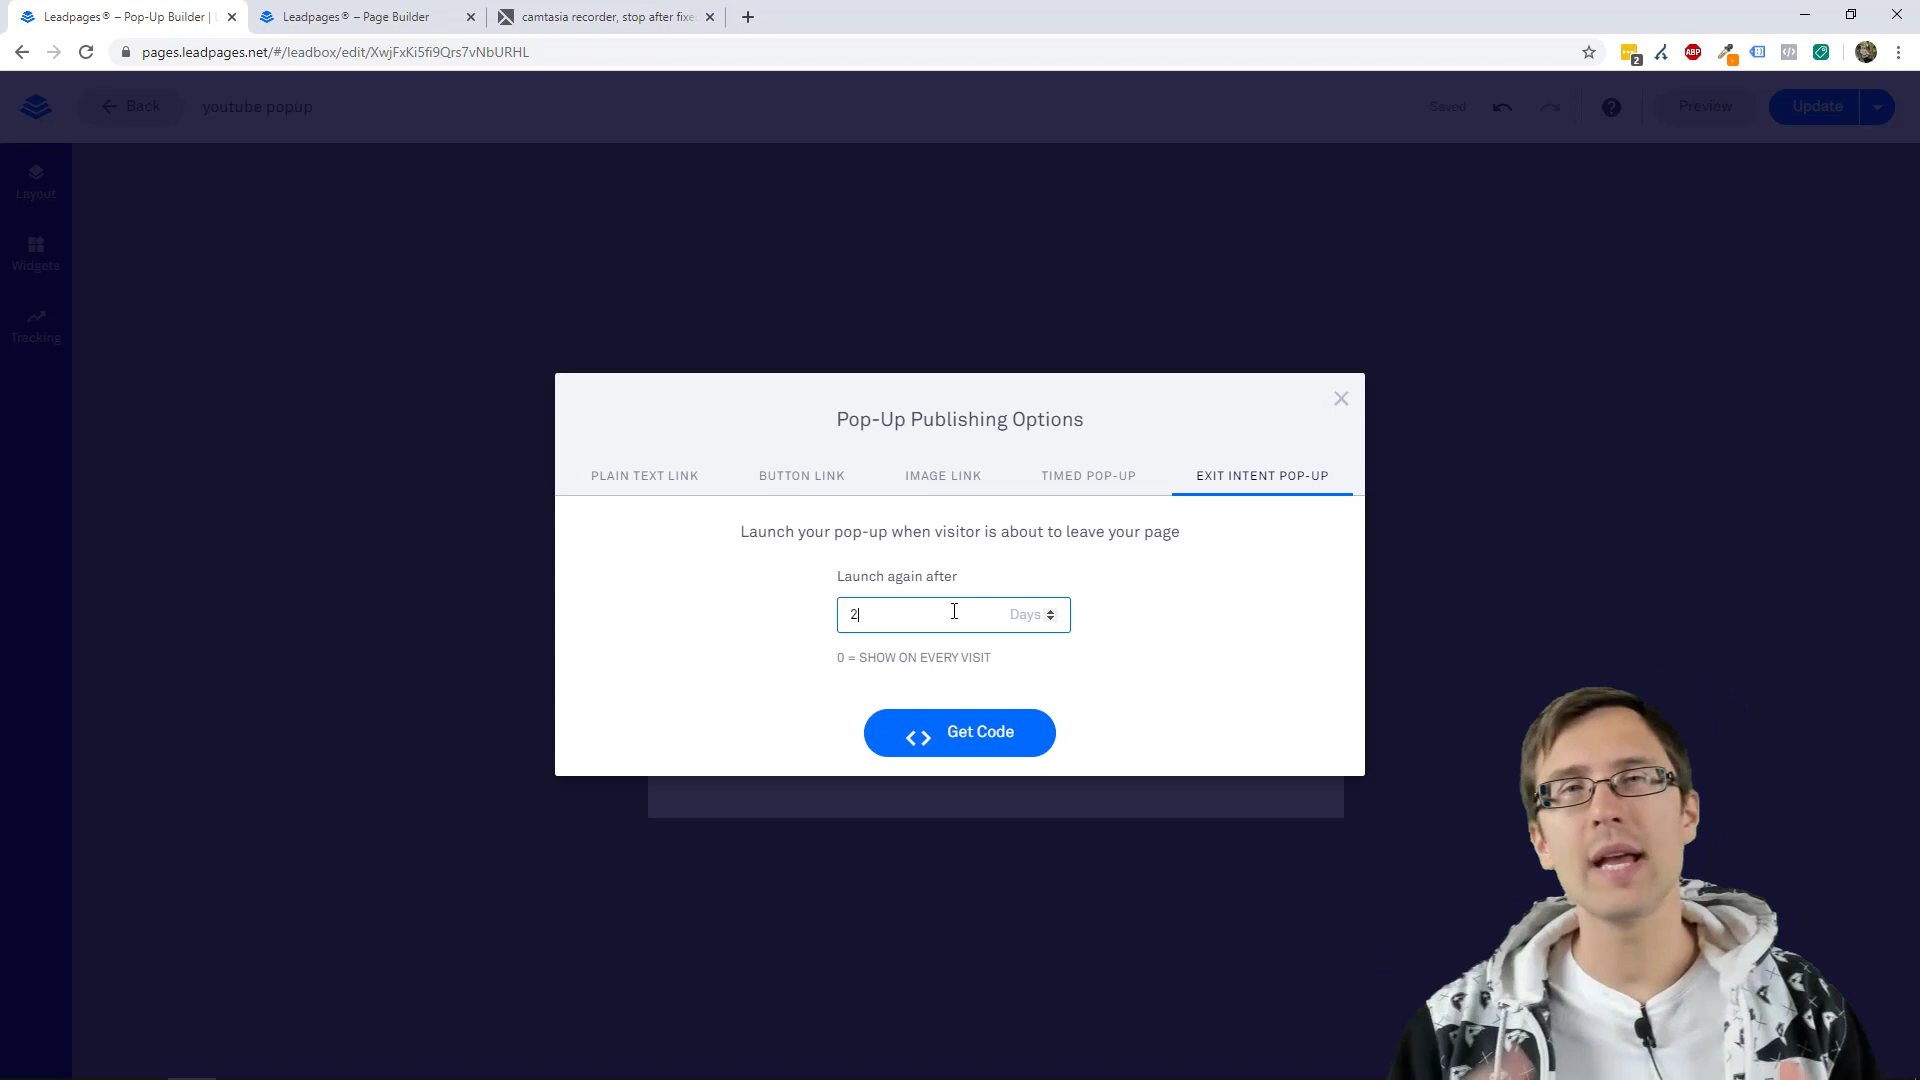 Leadpages® – Pop-Up Builder |
Leadpages® – Page Builder
camtasia recorder, stop after fixe
pages.leadpages.net/#/leadbox/edit/XwjFxKi5fi9Qrs7vNbURHL
2
ABP
Back
youtube popup
Saved
Preview
Update
Layout
Widgets
Tracking
Pop-Up Publishing Options
PLAIN TEXT LINK
BUTTON LINK
IMAGE LINK
TIMED POP-UP
EXIT INTENT POP-UP
Launch your pop-up when visitor is about to leave your page
Launch again after
2
Days
0 = SHOW ON EVERY VISIT
Get Code